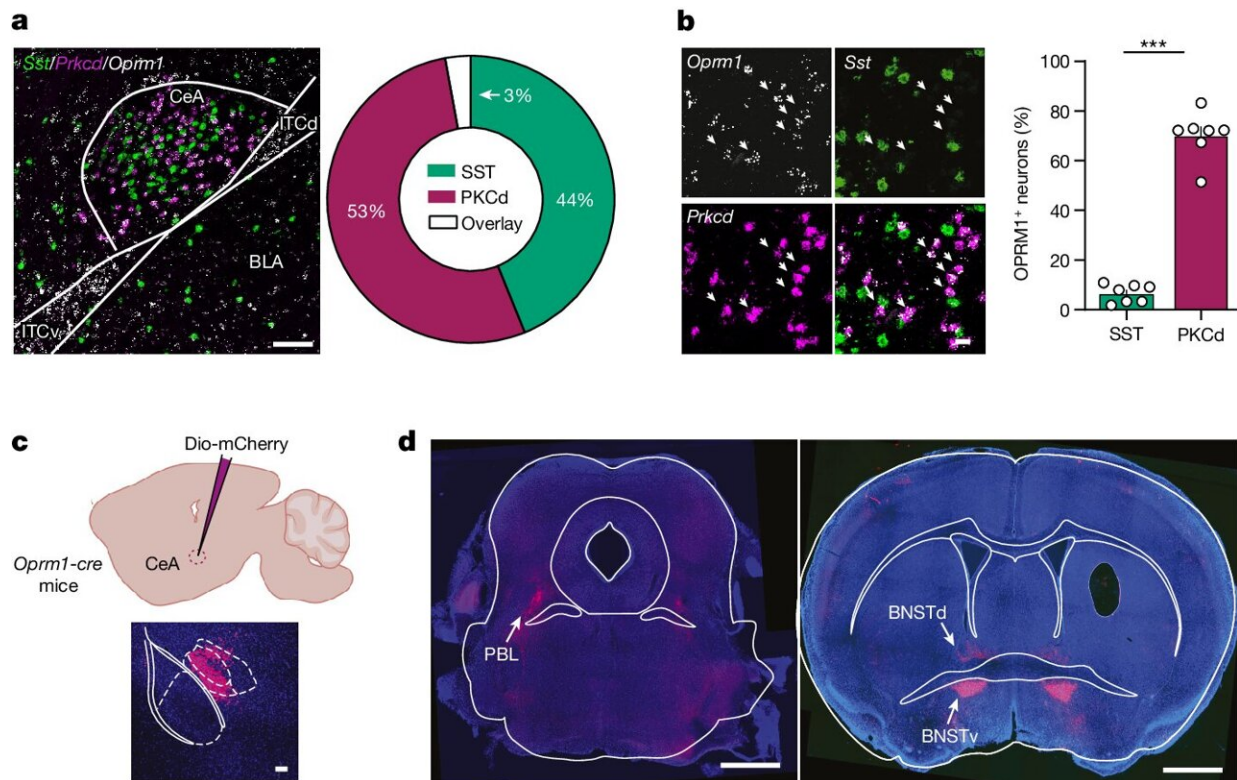 a
Sst/Prkcd/Oprm1
CeA
ITCd
BLA
ITCv
3%
53%
44%
SST
PKCd
Overlay
b
Oprm1
Sst
Prkcd
***
OPRM1+ neurons (%)
100
80
60
40
20
0
SST
PKCd
c
Dio-mCherry
Oprm1-cre
mice
CeA
d
PBL
BNSTd
BNSTv